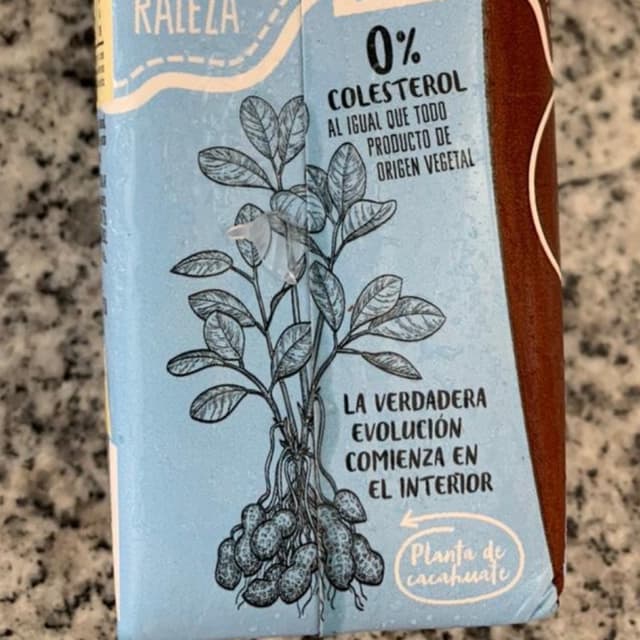 RALEZA
0%
COLESTEROL
AL IGUAL QUE TODO
PRODUCTO DE
ORIGEN VEGETAL
LA VERDADERA
EVOLUCIÓN
COMIENZA EN
EL INTERIOR
Planta de
cacahuate